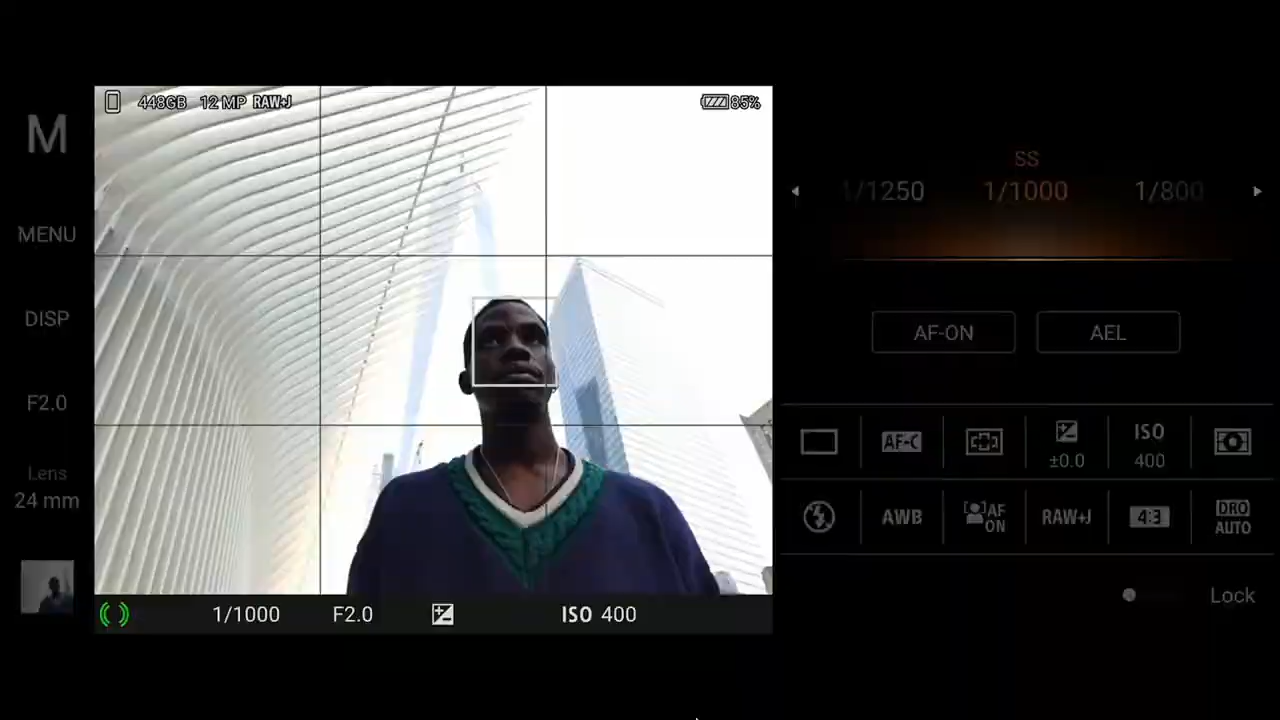 448GB 12 MP RAW+J 85%
M
MENU
DISP
F2.0
Lens
24 mm
SS
1/1250 1/1000 1/800
AF-ON AEL
AF-C ±0.0 ISO 400
AWB AF ON RAW+J 4:3 DRO AUTO
Lock
1/1000 F2.0 ISO 400